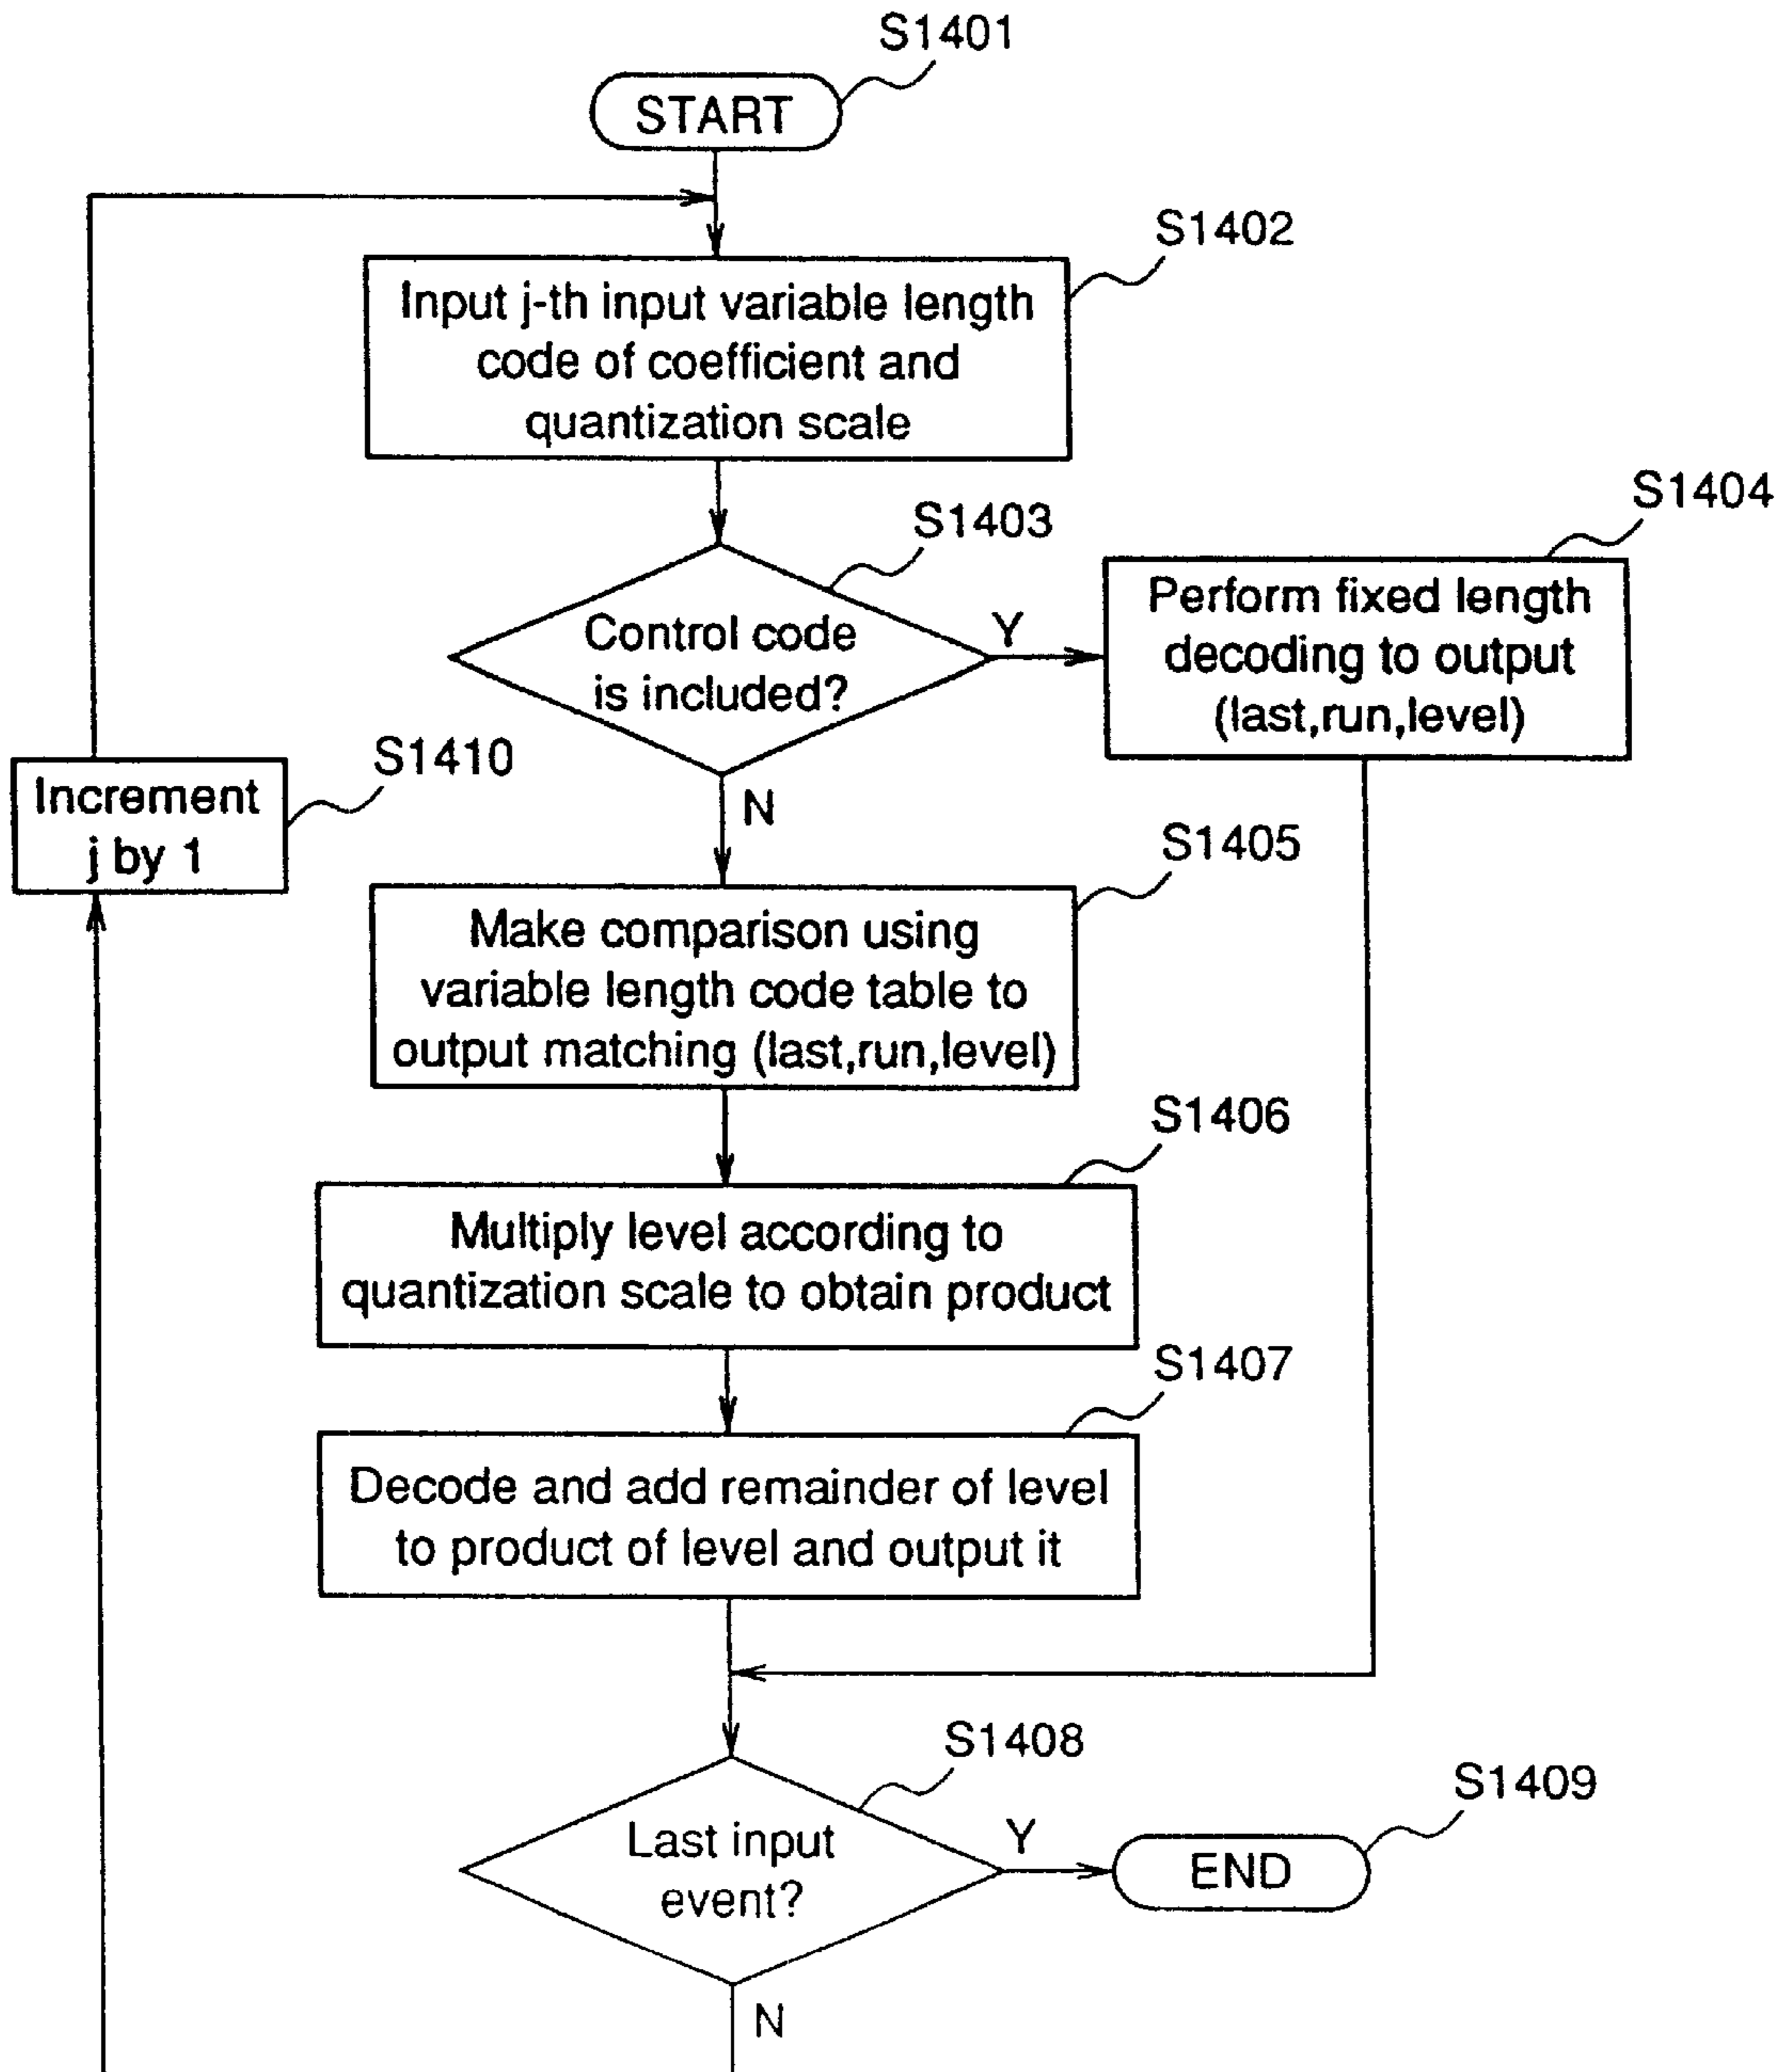 S1401
START
S1402
Input j-th input variable length
code of coefficient and
quantization scale
S1403
Control code
is included?
Y
S1404
Perform fixed length
decoding to output
(last,run,level)
S1410
Increment
j by 1
N
S1405
Make comparison using
variable length code table to
output matching (last,run,level)
S1406
Multiply level according to
quantization scale to obtain product
S1407
Decode and add remainder of level
to product of level and output it
S1408
Last input
event?
Y
S1409
END
N